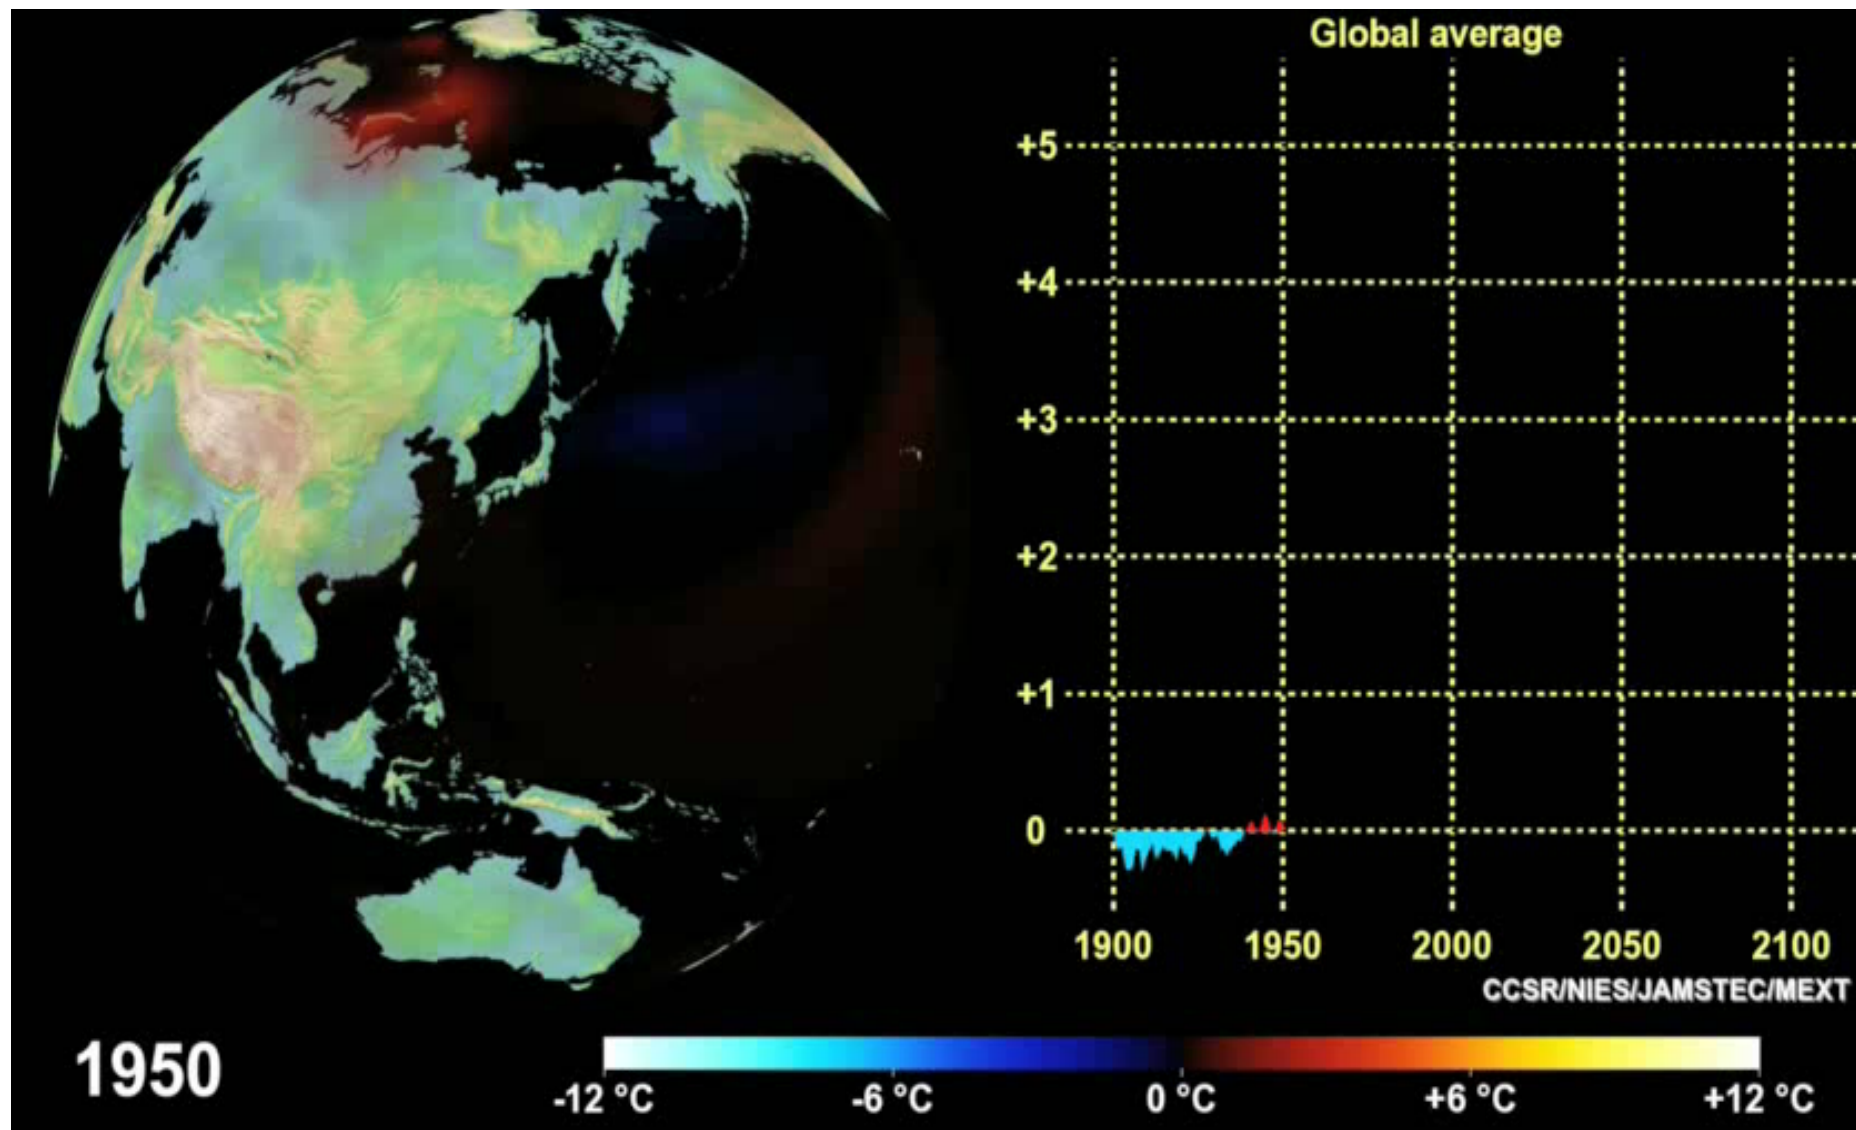 Global average
+5
+4
+3
+2
+1
0
1900 1950 2000 2050 2100
CCSR/NIES/JAMSTEC/MEXT
1950
-12 °C -6 °C 0 °C +6 °C +12 °C